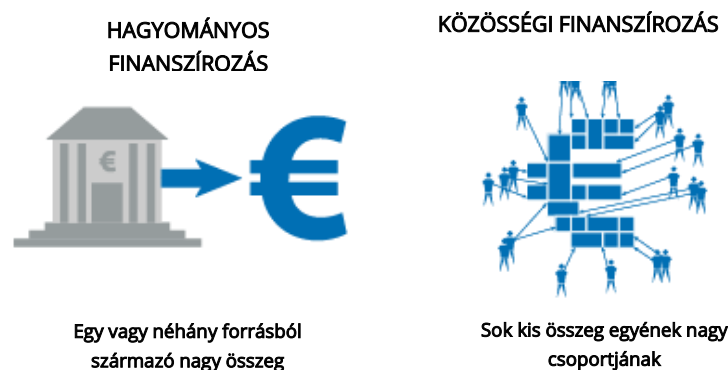 HAGYOMÁNYOS
FINANSZÍROZÁS
€
€
Egy vagy néhány forrásból
származó nagy összeg
KÖZÖSSÉGI FINANSZÍROZÁS
Sok kis összeg egyének nagy
csoportjának